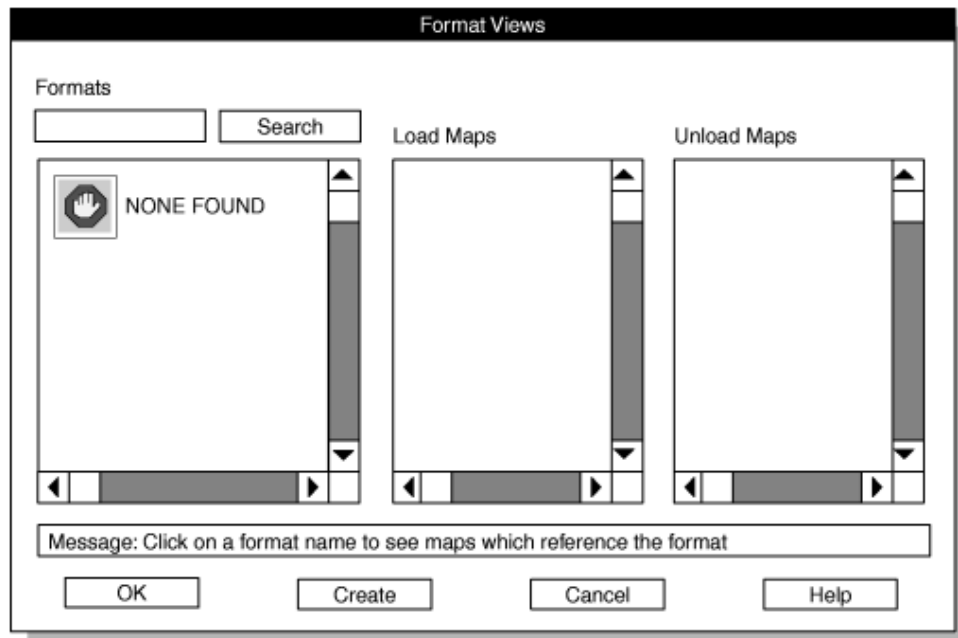 Format Views
Formats
Search
Load Maps
Unload Maps
NONE FOUND
Message: Click on a format name to see maps which reference the format
OK
Create
Cancel
Help